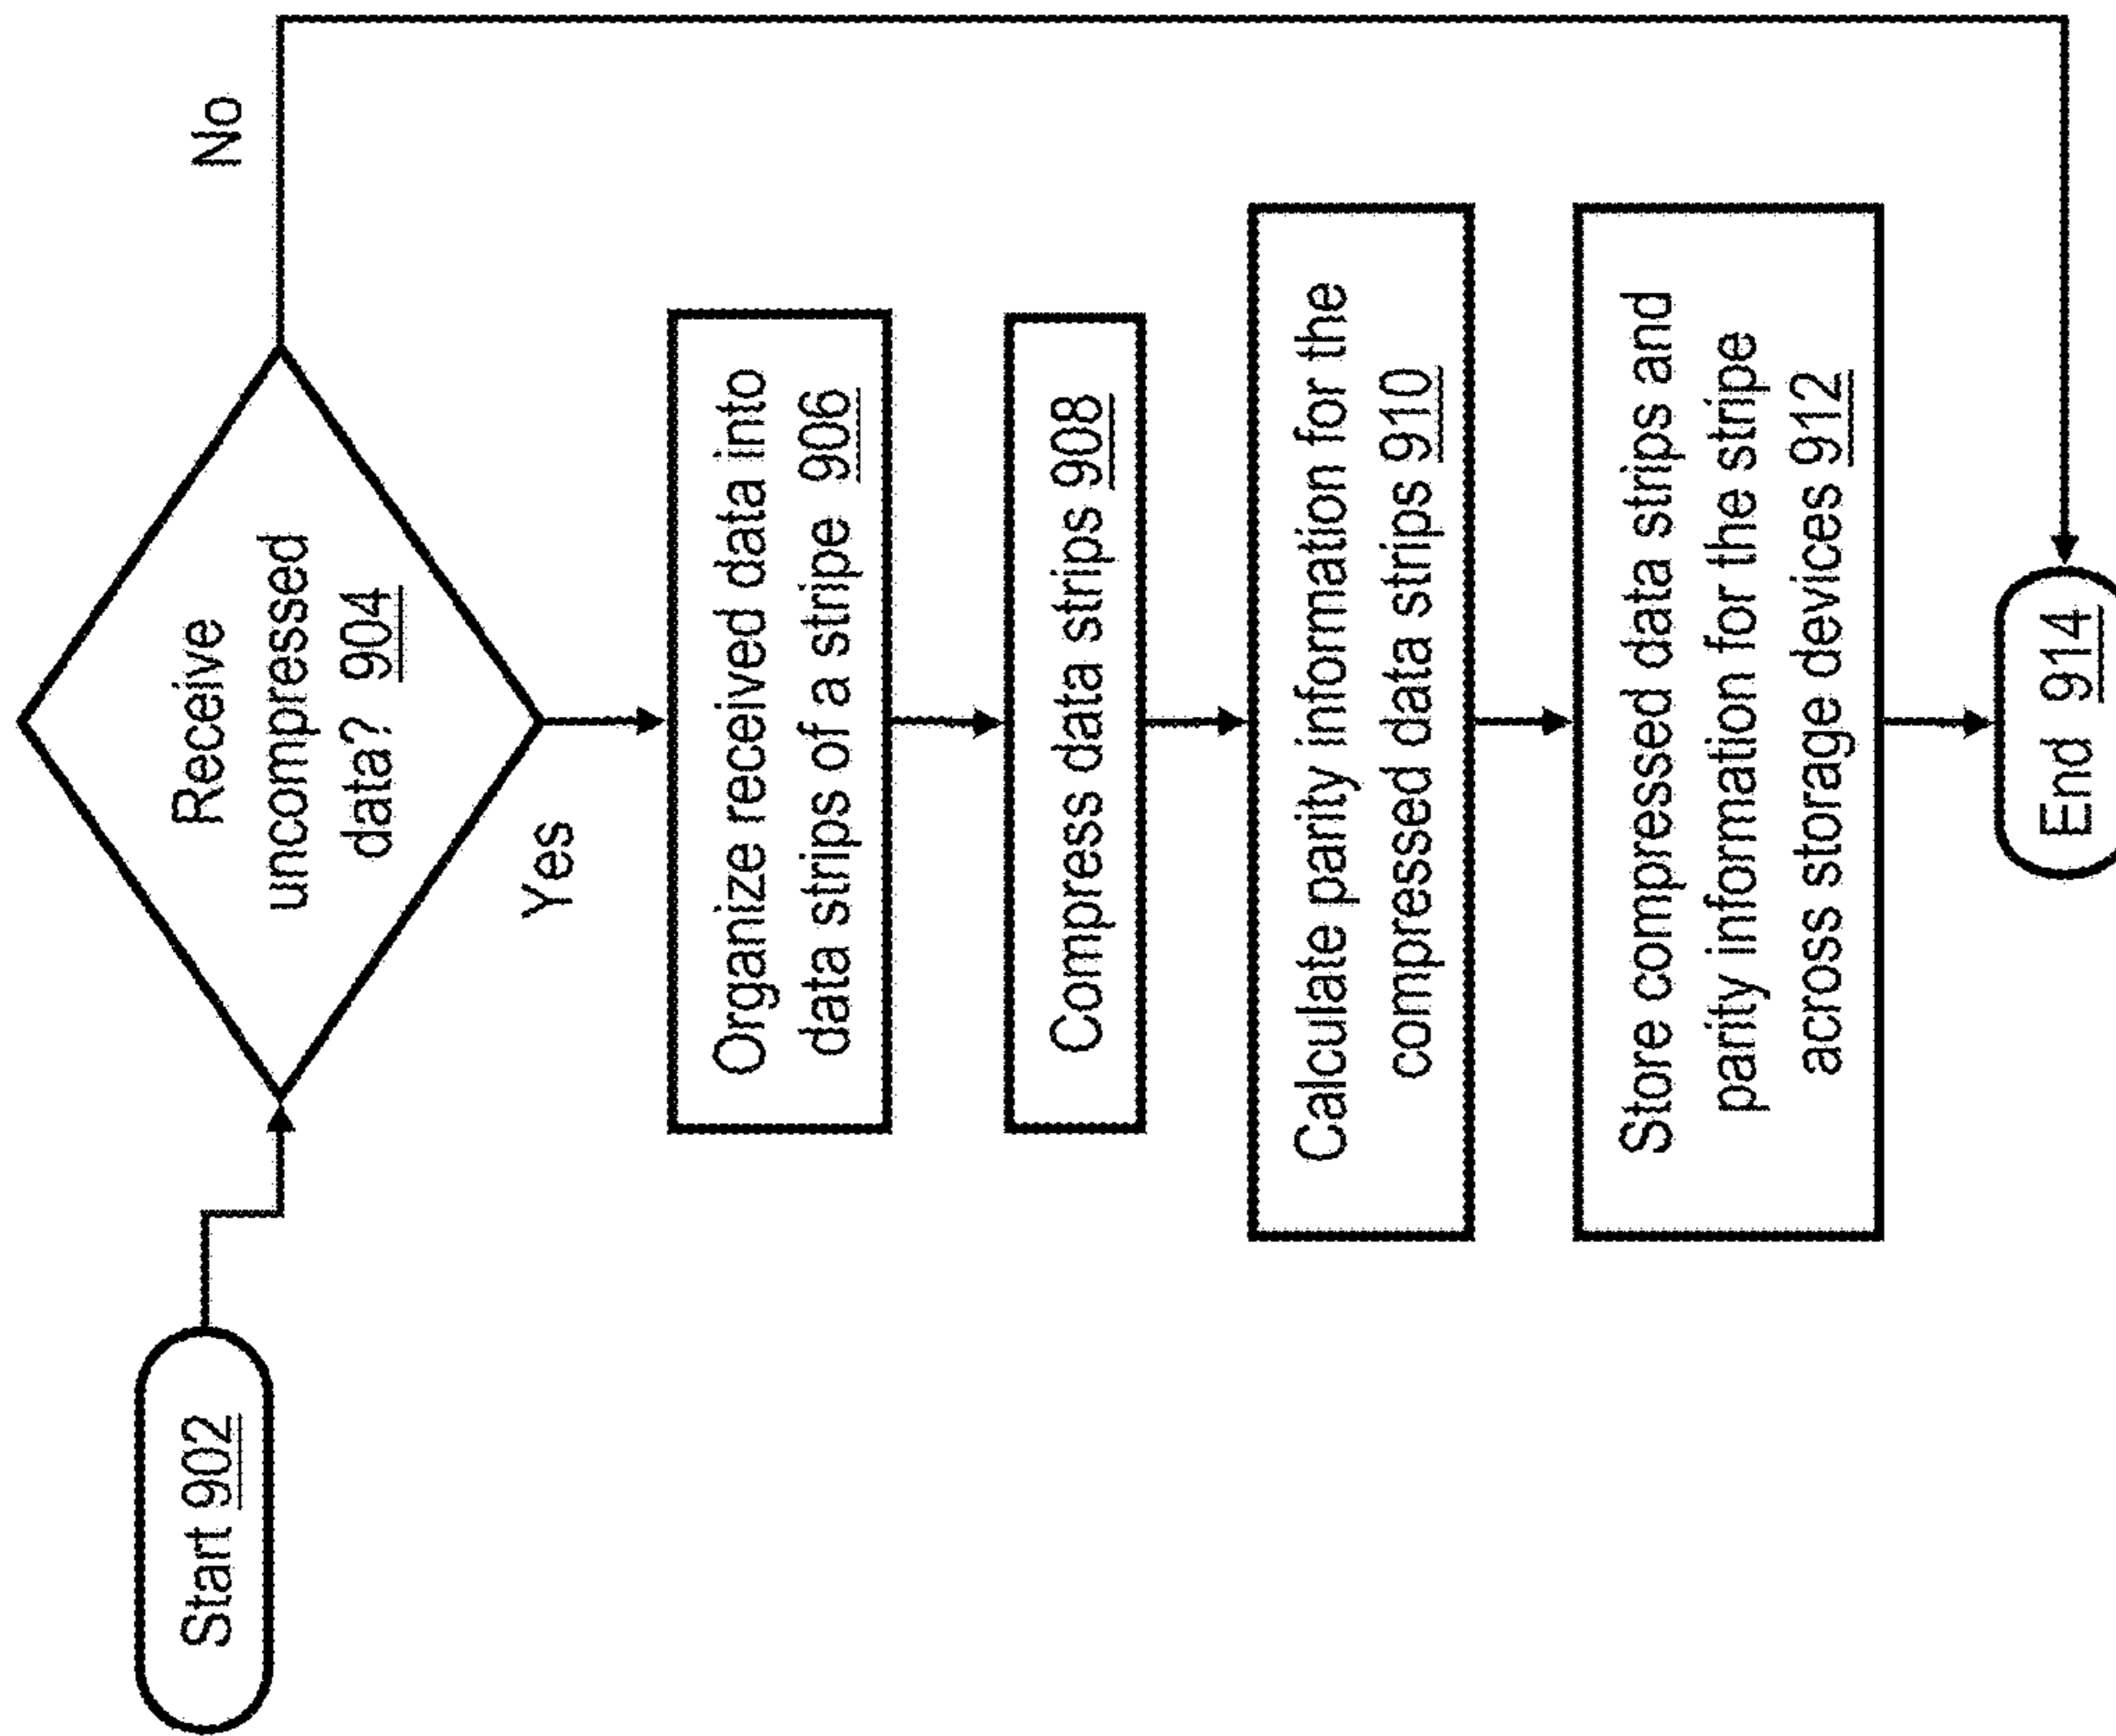 Start 902
Receive
uncompressed
data? 904
No
Yes
Organize received data into
data strips of a stripe 906
Compress data strips 908
Calculate parity information for the
compressed data strips 910
Store compressed data strips and
parity information for the stripe
across storage devices 912
End 914